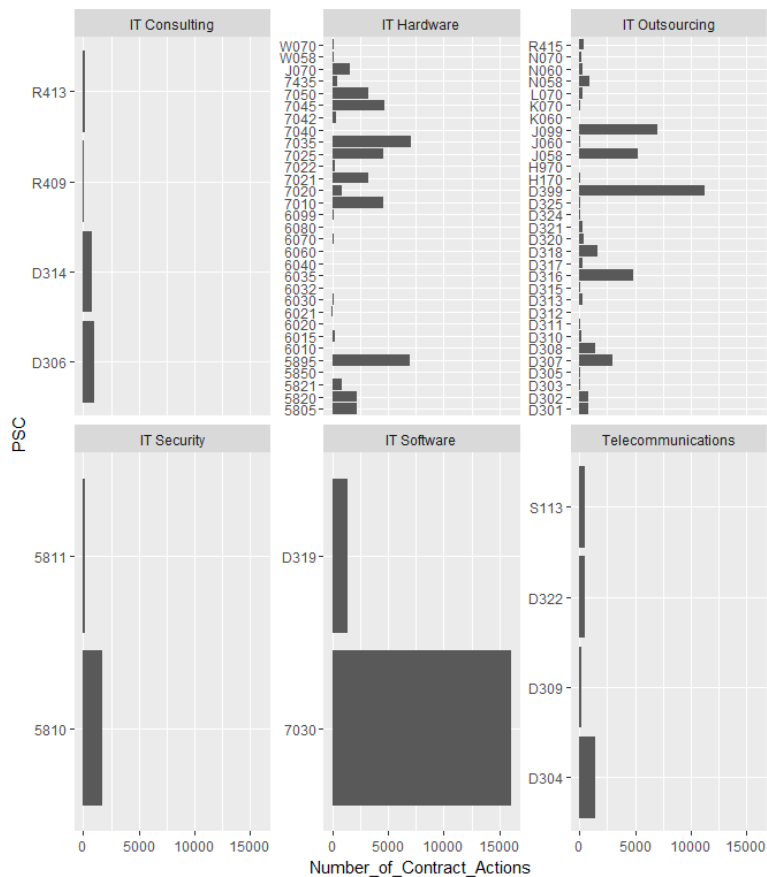 IT Consulting
R413
R409
D314
D306
IT Hardware
W070
W058
J070
7435
7050
7045
7042
7040
7035
7025
7022
7021
7020
7010
6099
6080
6070
6060
6040
6035
6032
6030
6021
6020
6015
6010
5895
5850
5821
5820
5805
IT Outsourcing
R415
N070
N060
N058
L070
K070
K060
J099
J060
J058
H970
H170
D399
D325
D324
D321
D320
D318
D317
D316
D315
D313
D312
D311
D310
D308
D307
D305
D303
D302
D301
PSC
IT Security
5811
5810
0 5000 10000 15000
IT Software
D319
7030
0 5000 10000 15000
Telecommunications
S113
D322
D309
D304
0 5000 10000 15000
Number_of_Contract_Actions